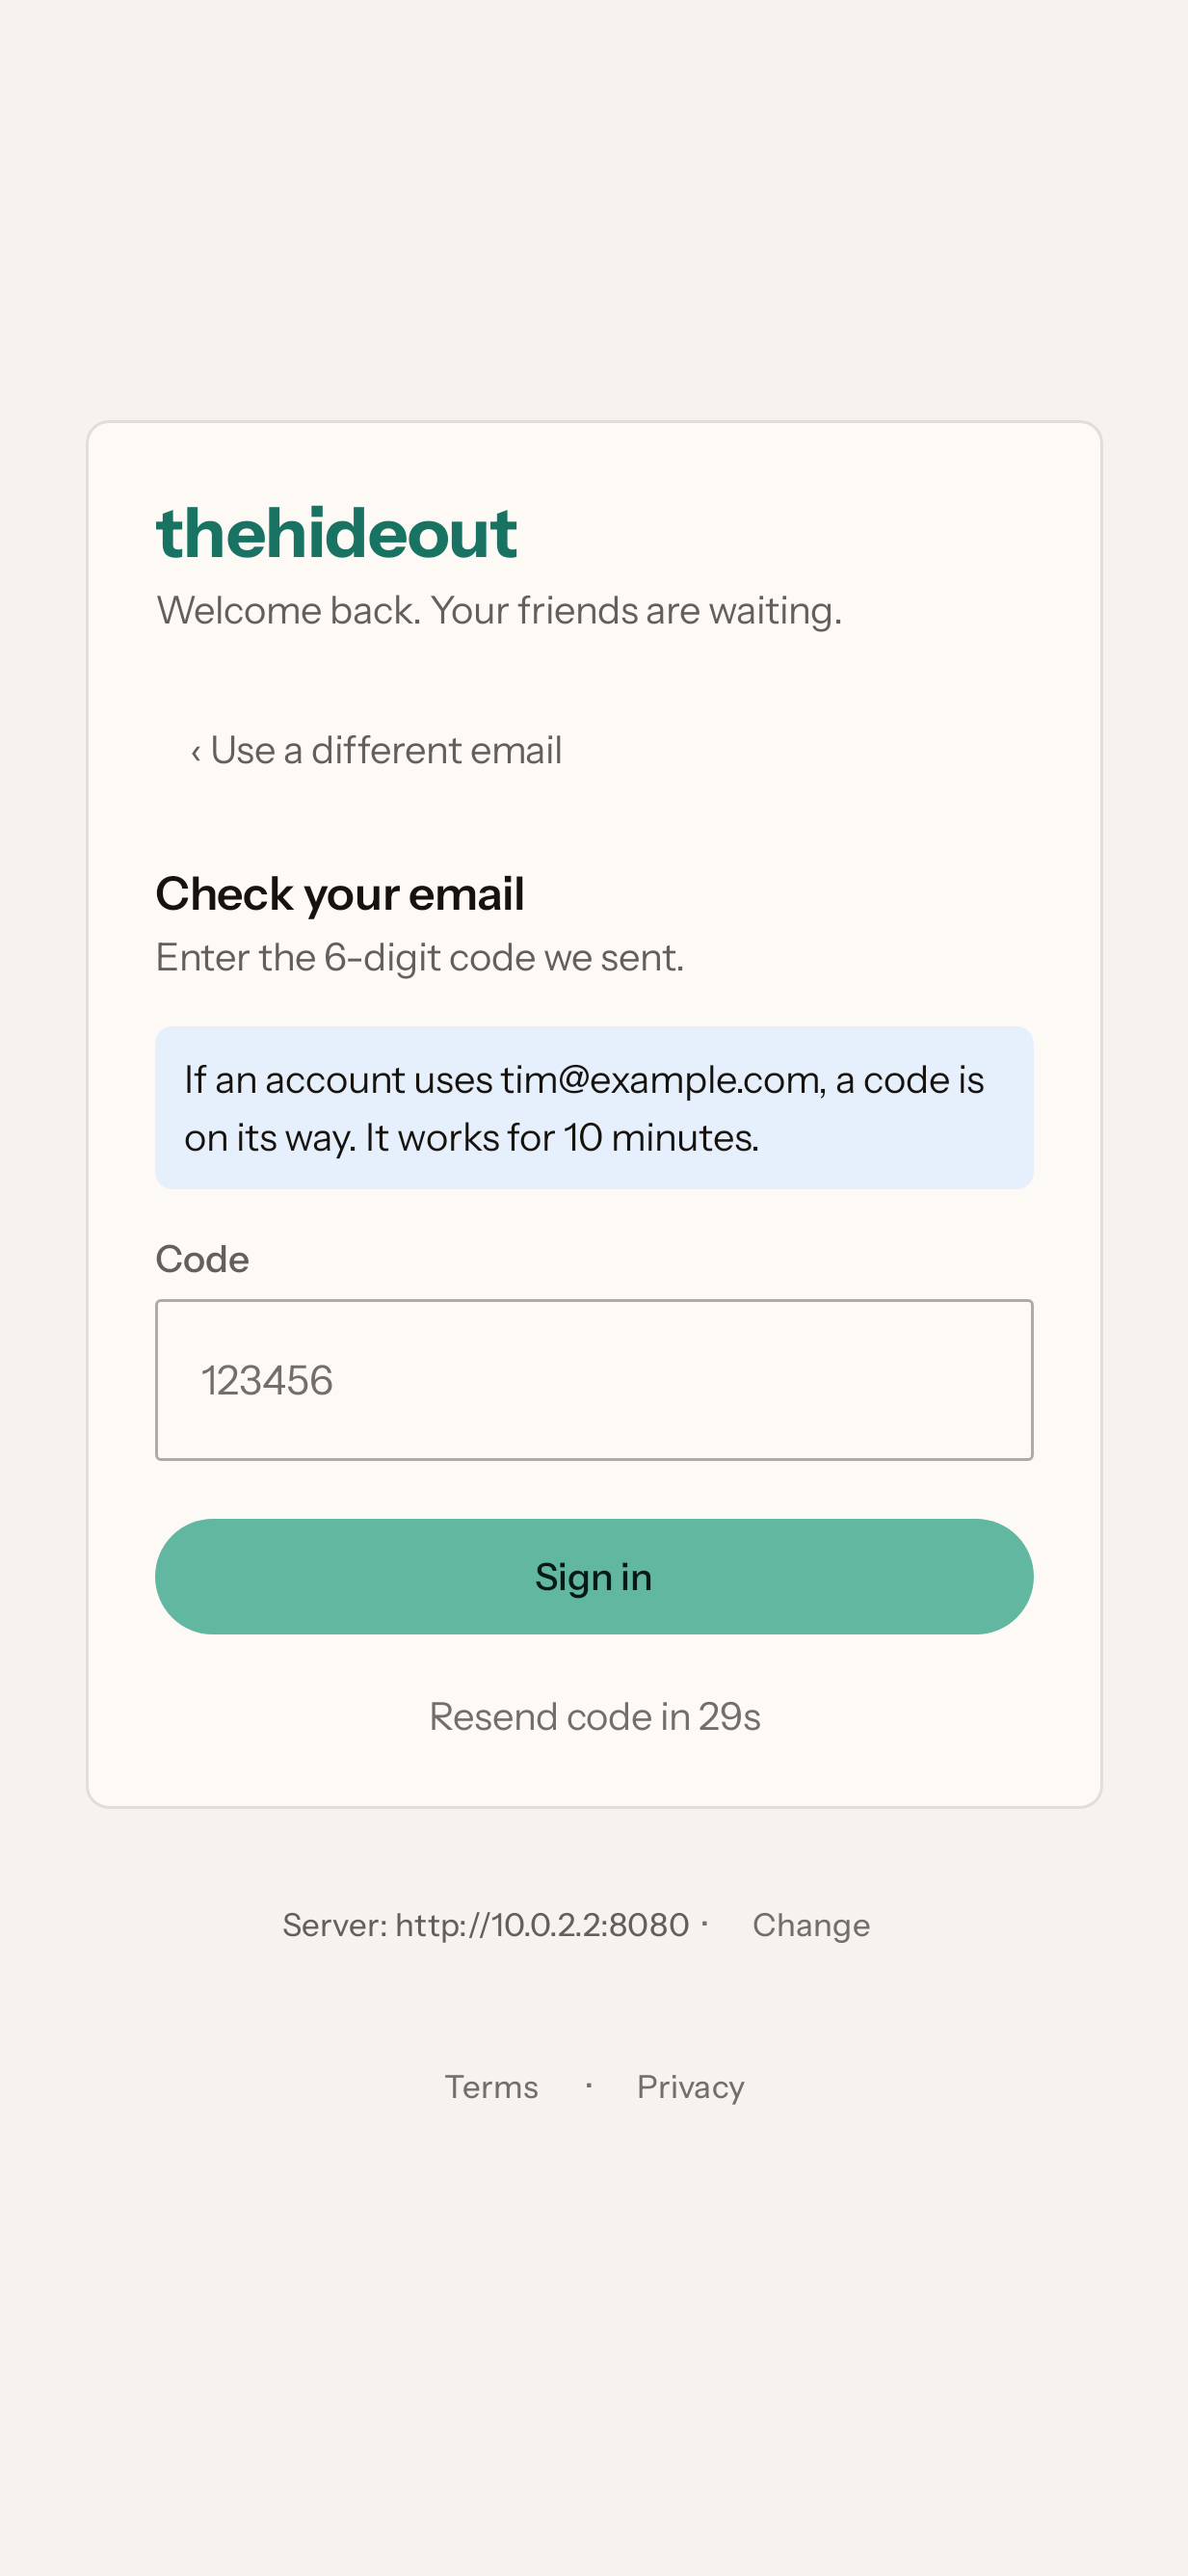 thehideout
Welcome back. Your friends are waiting.
‹ Use a different email
Check your email
Enter the 6-digit code we sent.
If an account uses tim@example.com, a code is
on its way. It works for 10 minutes.
Code
123456
Sign in
Resend code in 29s
Server: http://10.0.2.2:8080 · Change
Terms · Privacy